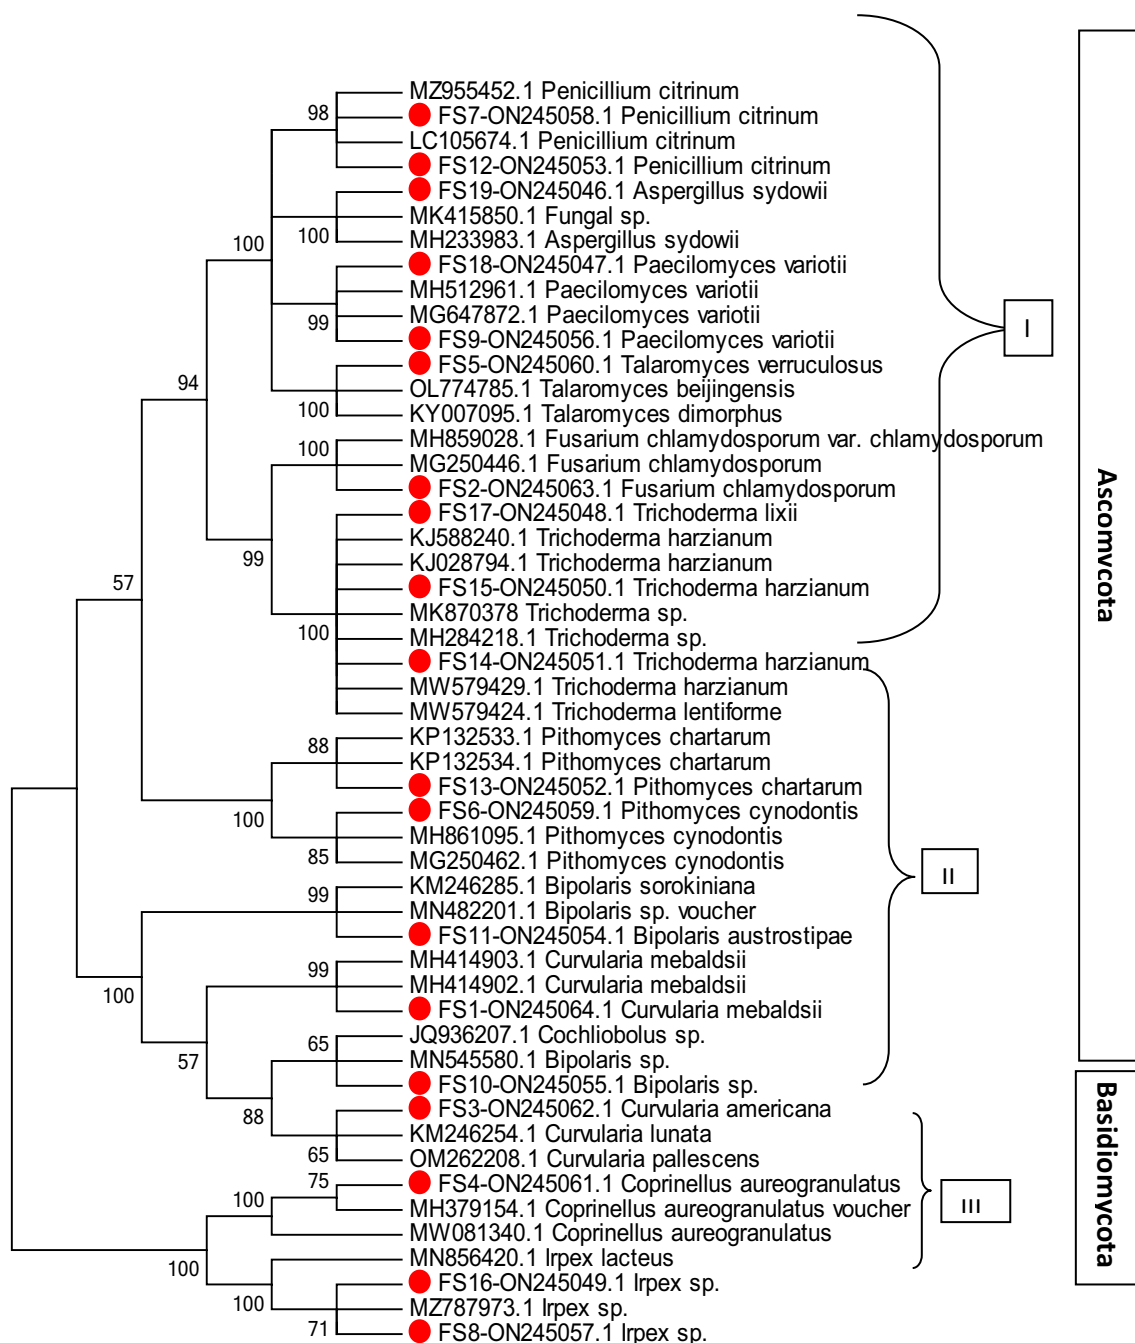 MZ955452.1 Penicillium citrinum
98
FS7-ON245058.1 Penicillium citrinum
LC105674.1 Penicillium citrinum
FS12-ON245053.1 Penicillium citrinum
FS19-ON245046.1 Aspergillus sydowii
MK415850.1 Fungal sp.
100
100
MH233983.1 Aspergillus sydowii
FS18-ON245047.1 Paecilomyces variotii
MH512961.1 Paecilomyces variotii
MG647872.1 Paecilomyces variotii
99
I
FS9-ON245056.1 Paecilomyces variotii
FS5-ON245060.1 Talaromyces verruculosus
94
OL774785.1 Talaromyces beijingensis
100
KY007095.1 Talaromyces dimorphus
MH859028.1 Fusarium chlamydosporum var. chlamydosporum
100
MG250446.1 Fusarium chlamydosporum
FS2-ON245063.1 Fusarium chlamydosporum
FS17-ON245048.1 Trichoderma lixii
KJ588240.1 Trichoderma harzianum
99
KJ028794.1 Trichoderma harzianum
57
FS15-ON245050.1 Trichoderma harzianum
MK870378 Trichoderma sp.
100
MH284218.1 Trichoderma sp.
FS14-ON245051.1 Trichoderma harzianum
MW579429.1 Trichoderma harzianum
MW579424.1 Trichoderma lentiforme
KP132533.1 Pithomyces chartarum
88
KP132534.1 Pithomyces chartarum
FS13-ON245052.1 Pithomyces chartarum
FS6-ON245059.1 Pithomyces cynodontis
100
MH861095.1 Pithomyces cynodontis
85
MG250462.1 Pithomyces cynodontis
II
KM246285.1 Bipolaris sorokiniana
99
MN482201.1 Bipolaris sp. voucher
FS11-ON245054.1 Bipolaris austrostipae
MH414903.1 Curvularia mebaldsii
99
MH414902.1 Curvularia mebaldsii
100
FS1-ON245064.1 Curvularia mebaldsii
JQ936207.1 Cochliobolus sp.
65
MN545580.1 Bipolaris sp.
57
FS10-ON245055.1 Bipolaris sp.
FS3-ON245062.1 Curvularia americana
88
KM246254.1 Curvularia lunata
65
OM262208.1 Curvularia pallescens
75
FS4-ON245061.1 Coprinellus aureogranulatus
100
MH379154.1 Coprinellus aureogranulatus voucher
III
MW081340.1 Coprinellus aureogranulatus
MN856420.1 Irpex lacteus
100
FS16-ON245049.1 Irpex sp.
100
MZ787973.1 Irpex sp.
71
FS8-ON245057.1 Irpex sp.
Ascomycota
Basidiomycota